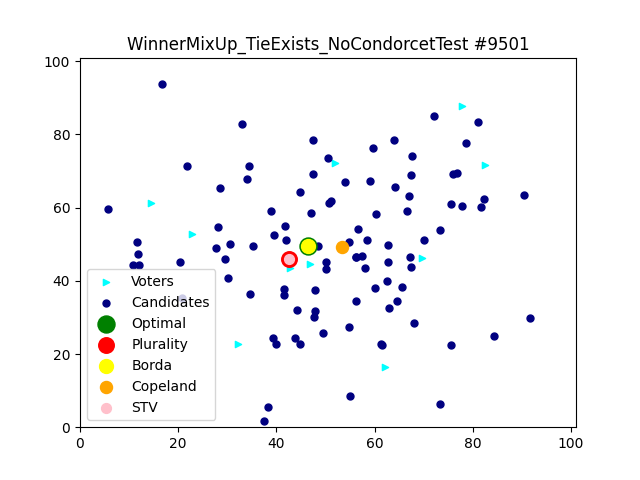 WinnerMixUp_TieExists_NoCondorcetTest #9501
100
80
60
40
20
0
Voters
Candidates
Optimal
Plurality
Borda
Copeland
STV
0 20 40 60 80 100